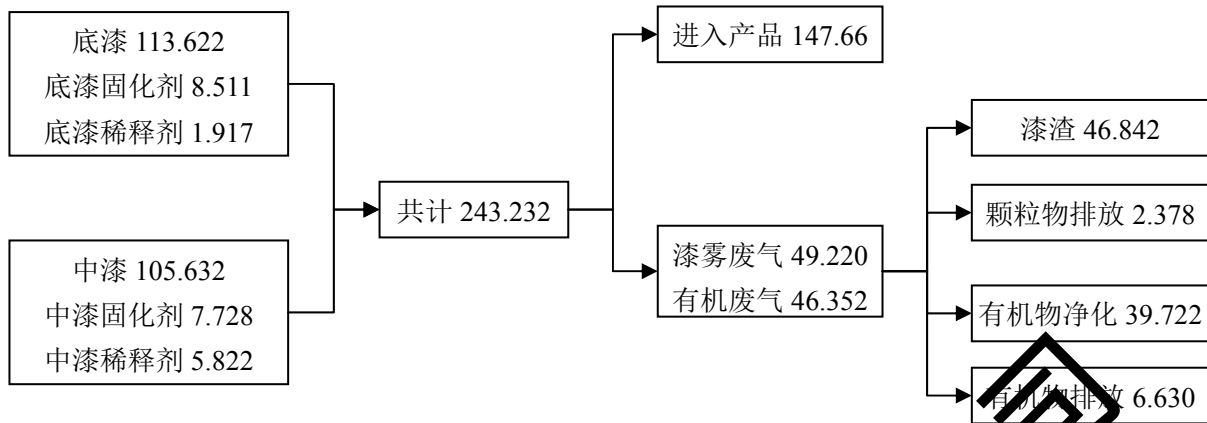 底漆 113.622
底漆固化剂 8.511
底漆稀释剂 1.917
中漆 105.632
中漆固化剂 7.728
中漆稀释剂 5.822
共计 243.232
进入产品 147.66
漆雾废气 49.220
有机废气 46.352
漆渣 46.842
颗粒物排放 2.378
有机物净化 39.722
有机物排放 6.630